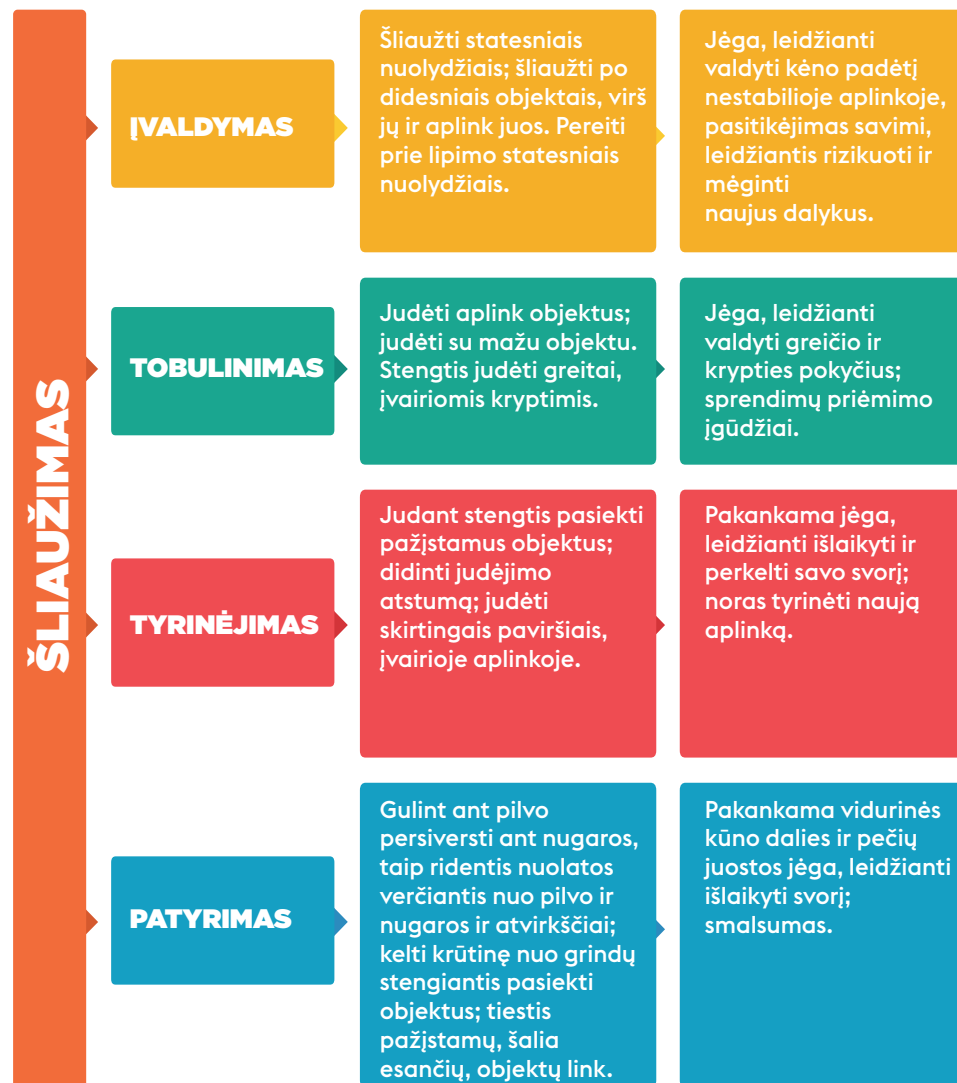 ŠLIAUŽIMAS
ĮVALDYMAS
Šliaužti statesniais
nuolydžiais; šliaužti po
didesniais objektais, virš
jų ir aplink juos. Pereiti
prie lipimo statesniais
nuolydžiais.
Jėga, leidžianti
valdyti kėno padėtį
nestabilioje aplinkoje,
pasitikėjimas savimi,
leidžiantis rizikuoti ir
mėginti
naujus dalykus.
TOBULINIMAS
Judėti aplink objektus;
judėti su mažu objektu.
Stengtis judėti greitai,
įvairiomis kryptimis.
Jėga, leidžianti
valdyti greičio ir
krypties pokyčius;
sprendimų priėmimo
įgūdžiai.
TYRINĖJIMAS
Judant stengtis pasiekti
pažįstamus objektus;
didinti judėjimo
atstumą; judėti
skirtingais paviršiais,
įvairioje aplinkoje.
Pakankama jėga,
leidžianti išlaikyti ir
perkelti savo svorį;
noras tyrinėti naują
aplinką.
PATYRIMAS
Gulint ant pilvo
persiversti ant nugaros,
taip ridentis nuolatos
verčiantis nuo pilvo ir
nugaros ir atvirkščiai;
kelti krūtinę nuo grindų
stengiantis pasiekti
objektus; tiestis
pažįstamų, šalia
esančių, objektų link.
Pakankama vidurinės
kūno dalies ir pečių
juostos jėga, leidžianti
išlaikyti svorį;
smalsumas.